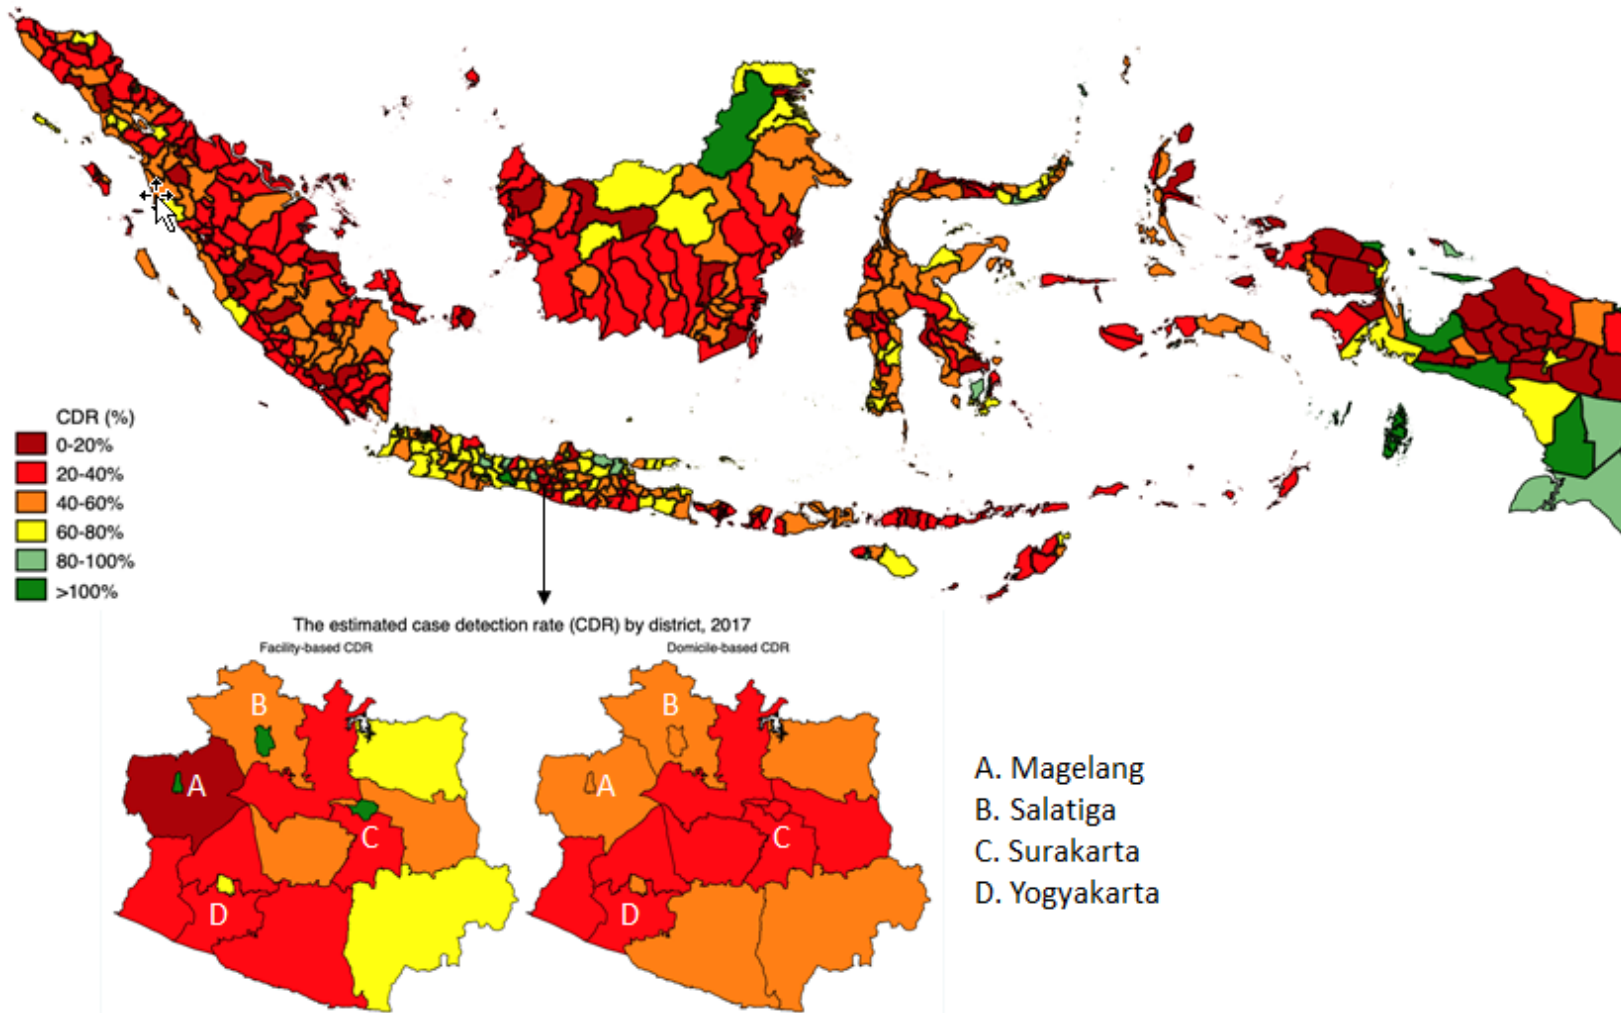 CDR (%)
0-20%
20-40%
40-60%
60-80%
80-100%
>100%
The estimated case detection rate (CDR) by district, 2017
Facility-based CDR
Domicile-based CDR
B
A
C
D
B
A
C
D
A. Magelang
B. Salatiga
C. Surakarta
D. Yogyakarta